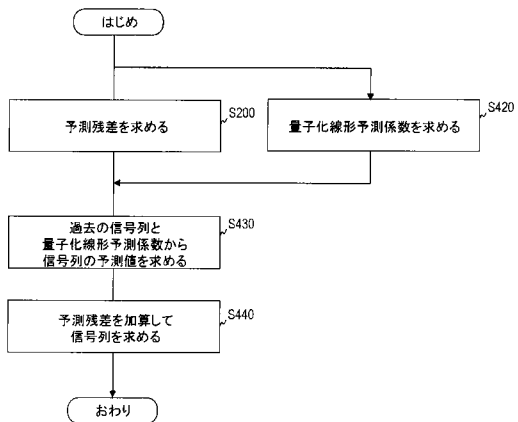 はじめ
S200
予測残差を求める
S420
量子化線形予測係数を求める
S430
過去の信号列と
量子化線形予測係数から
信号列の予測値を求める
S440
予測残差を加算して
信号列を求める
おわり